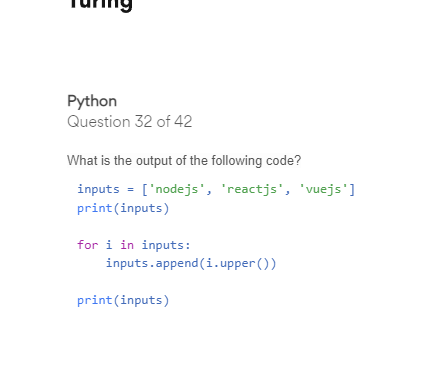 Turing
Python
Question 32 of 42
What is the output of the following code?
inputs = ['nodejs', 'reactjs', 'vuejs']
print(inputs)
for i in inputs:
inputs.append(i.upper())
print(inputs)